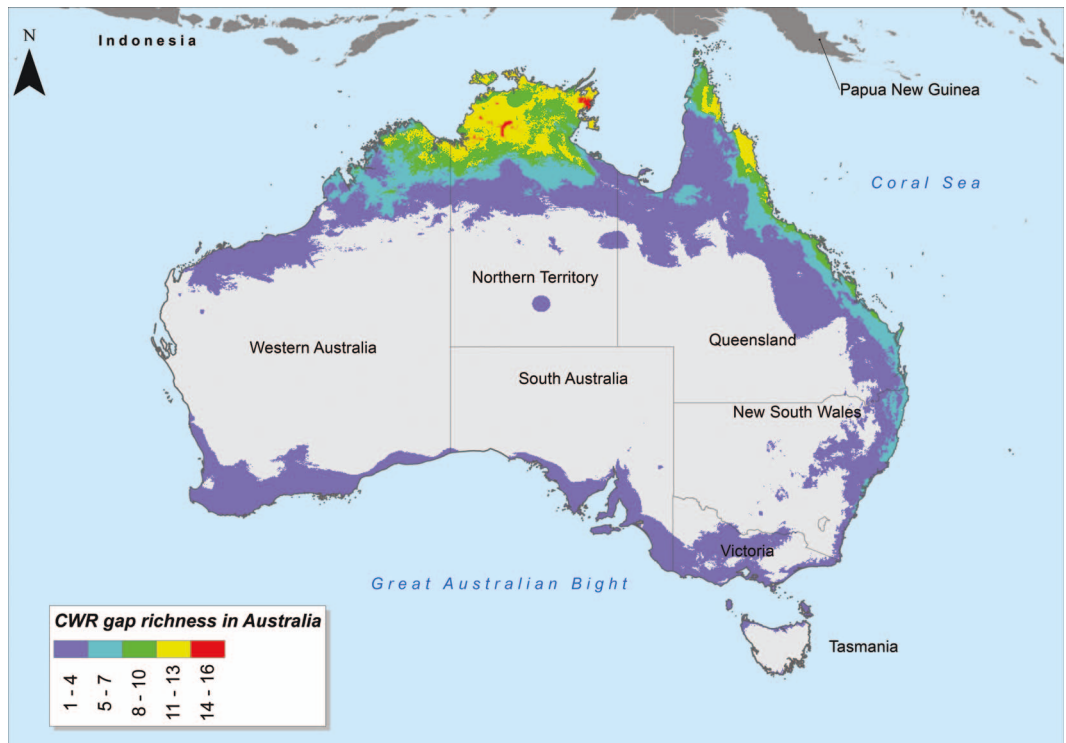 N
Indonesia
Papua New Guinea
Coral Sea
Northern Territory
Western Australia
Queensland
South Australia
New South Wales
Victoria
Great Australian Bight
Tasmania
CWR gap richness in Australia
1 - 4
5 - 7
8 - 10
11 - 13
14 - 16